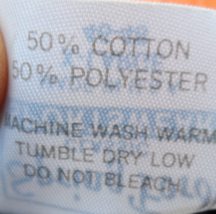 50% COTTON
50% POLYESTER
MACHINE WASH WARM
TUMBLE DRY LOW
DO NOT BLEACH